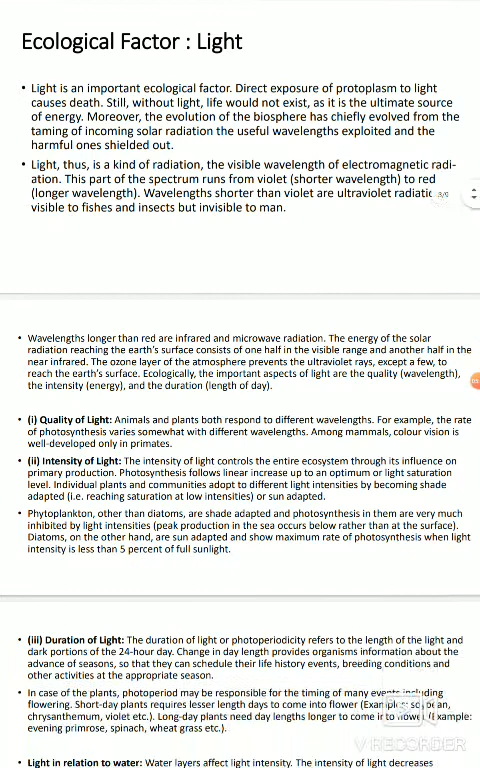 Ecological Factor : Light
• Light is an important ecological factor. Direct exposure of protoplasm to light
causes death. Still, without light, life would not exist, as it is the ultimate source
of energy. Moreover, the evolution of the biosphere has chiefly evolved from the
taming of incoming solar radiation the useful wavelengths exploited and the
harmful ones shielded out.
• Light, thus, is a kind of radiation, the visible wavelength of electromagnetic radi-
ation. This part of the spectrum runs from violet (shorter wavelength) to red
(longer wavelength). Wavelengths shorter than violet are ultraviolet radiatic
3/9
visible to fishes and insects but invisible to man.
• Wavelengths longer than red are infrared and microwave radiation. The energy of the solar
radiation reaching the earth's surface consists of one half in the visible range and another half in the
near infrared. The ozone layer of the atmosphere prevents the ultraviolet rays, except a few, to
reach the earth's surface. Ecologically, the important aspects of light are the quality (wavelength),
the intensity (energy), and the duration (length of day).
• (i) Quality of Light: Animals and plants both respond to different wavelengths. For example, the rate
of photosynthesis varies somewhat with different wavelengths. Among mammals, colour vision is
well-developed only in primates.
• (ii) Intensity of Light: The intensity of light controls the entire ecosystem through its influence on
primary production. Photosynthesis follows linear increase up to an optimum or light saturation
level. Individual plants and communities adopt to different light intensities by becoming shade
adapted (i.e. reaching saturation at low intensities) or sun adapted.
• Phytoplankton, other than diatoms, are shade adapted and photosynthesis in them are very much
inhibited by light intensities (peak production in the sea occurs below rather than at the surface).
Diatoms, on the other hand, are sun adapted and show maximum rate of photosynthesis when light
intensity is less than 5 percent of full sunlight.
• (iii) Duration of Light: The duration of light or photoperiodicity refers to the length of the light and
dark portions of the 24-hour day. Change in day length provides organisms information about the
advance of seasons, so that they can schedule their life history events, breeding conditions and
other activities at the appropriate season.
• In case of the plants, photoperiod may be responsible for the timing of many events including
flowering. Short-day plants requires lesser length days to come into flower (Examples: soybean,
chrysanthemum, violet etc.). Long-day plants need day lengths longer to come into flower (Example:
evening primrose, spinach, wheat grass etc.).
V RECORDER
• Light in relation to water: Water layers affect light intensity. The intensity of light decreases